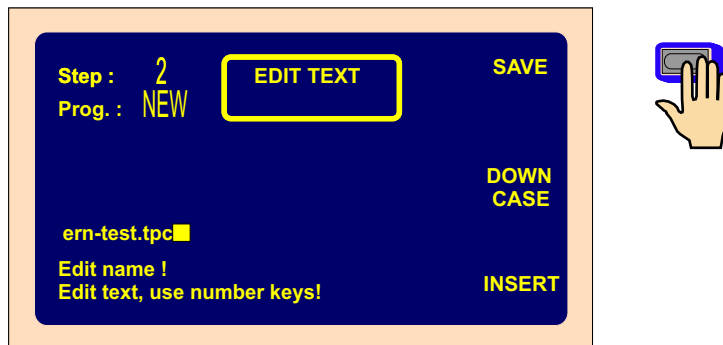 Step : 2
Prog. : NEW
EDIT TEXT
SAVE
DOWN
CASE
ern-test.tpc
Edit name !
Edit text, use number keys!
INSERT